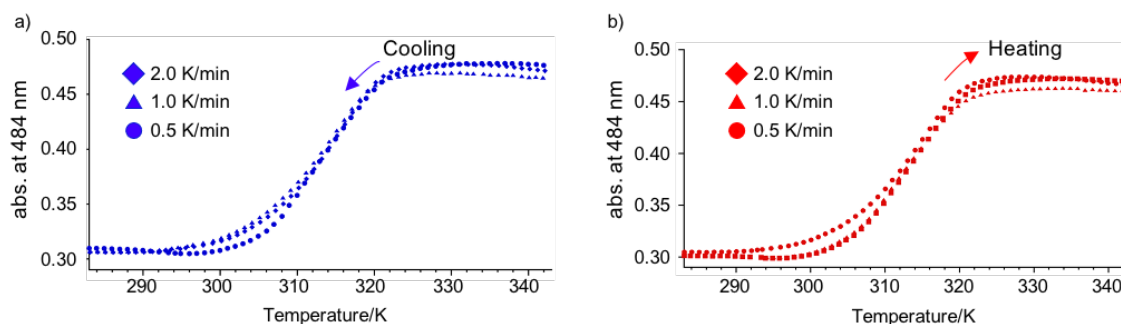 a)
abs. at 484 nm
0.50
0.45
0.40
0.35
0.30
Cooling
2.0 K/min
1.0 K/min
0.5 K/min
290 300 310 320 330 340
Temperature/K
b)
abs. at 484 nm
0.50
0.45
0.40
0.35
0.30
Heating
2.0 K/min
1.0 K/min
0.5 K/min
290 300 310 320 330 340
Temperature/K